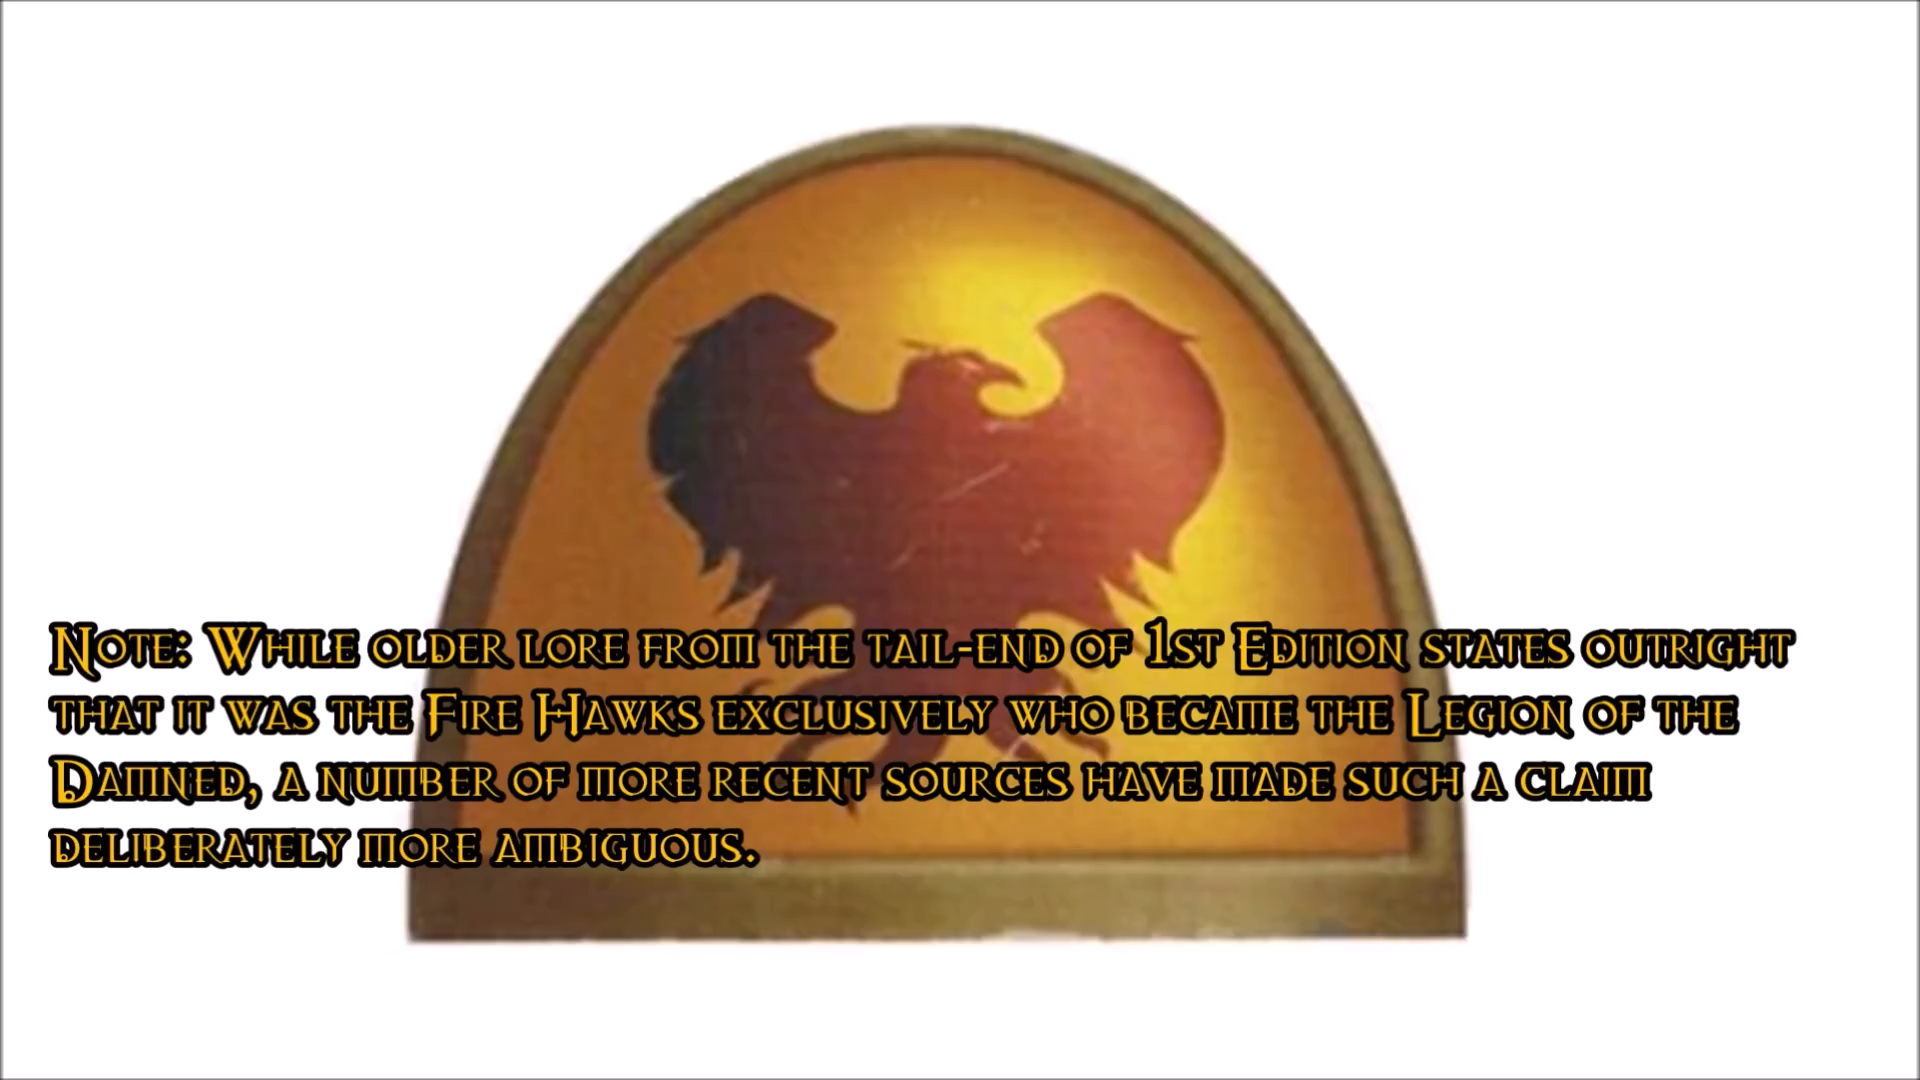 Note: While older lore from the tail-end of 1st Edition states outright
that it was the Fire Hawks exclusively who became the Legion of the
Damned, a number of more recent sources have made such a claim
deliberately more ambiguous.